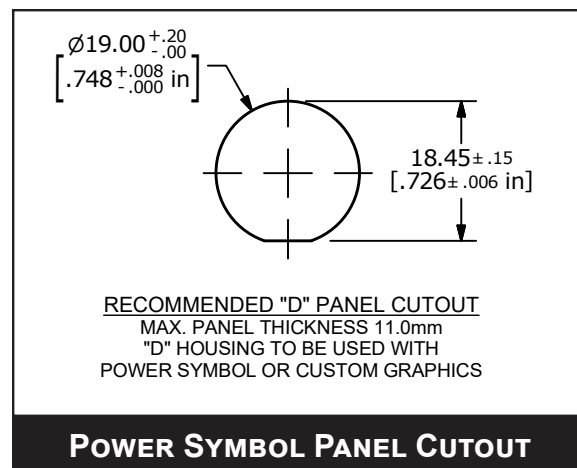 Ø19.00 +.20 -.00
[.748 +.008 -.000 in]
18.45±.15
[.726±.006 in]
RECOMMENDED "D" PANEL CUTOUT
MAX. PANEL THICKNESS 11.0mm
"D" HOUSING TO BE USED WITH
POWER SYMBOL OR CUSTOM GRAPHICS
POWER SYMBOL PANEL CUTOUT